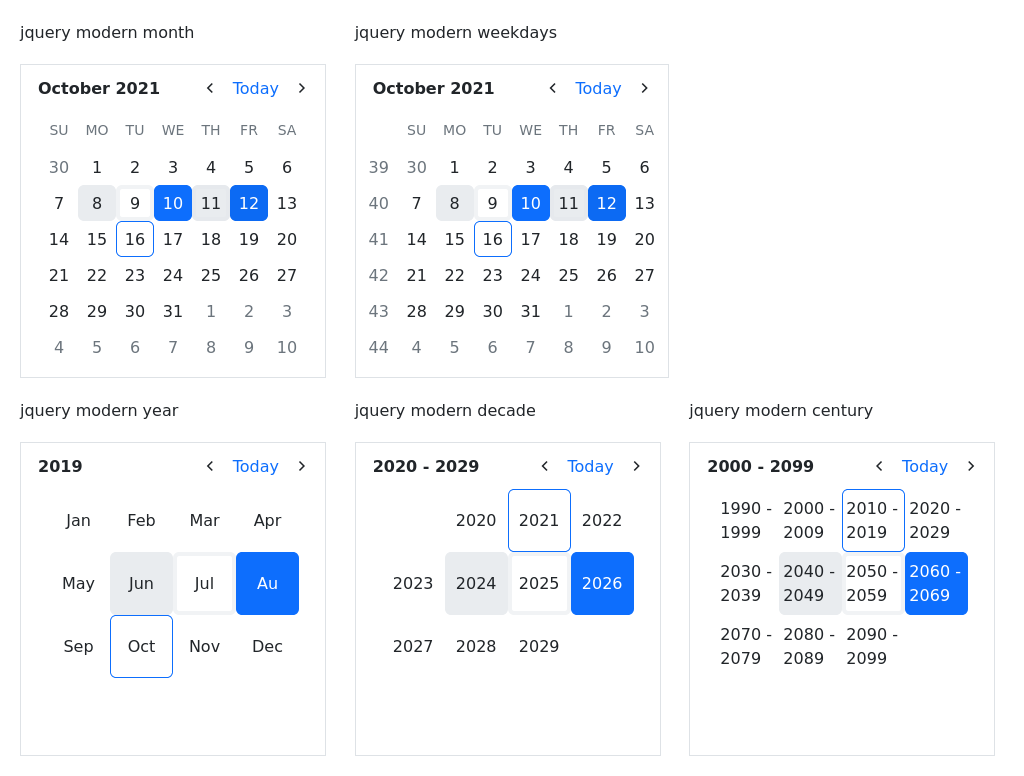 jquery modern month
October 2021 Today
SU MO TU WE TH FR SA
30 1 2 3 4 5 6
7 8 9 10 11 12 13
14 15 16 17 18 19 20
21 22 23 24 25 26 27
28 29 30 31 1 2 3
4 5 6 7 8 9 10
jquery modern weekdays
October 2021 Today
SU MO TU WE TH FR SA
39 30 1 2 3 4 5 6
40 7 8 9 10 11 12 13
41 14 15 16 17 18 19 20
42 21 22 23 24 25 26 27
43 28 29 30 31 1 2 3
44 4 5 6 7 8 9 10
jquery modern year
2019 Today
Jan Feb Mar Apr
May Jun Jul Au
Sep Oct Nov Dec
jquery modern decade
2020 - 2029 Today
2020 2021 2022
2023 2024 2025 2026
2027 2028 2029
jquery modern century
2000 - 2099 Today
1990 - 2000 - 2010 - 2020 -
1999 2009 2019 2029
2030 - 2040 - 2050 - 2060 -
2039 2049 2059 2069
2070 - 2080 - 2090 -
2079 2089 2099